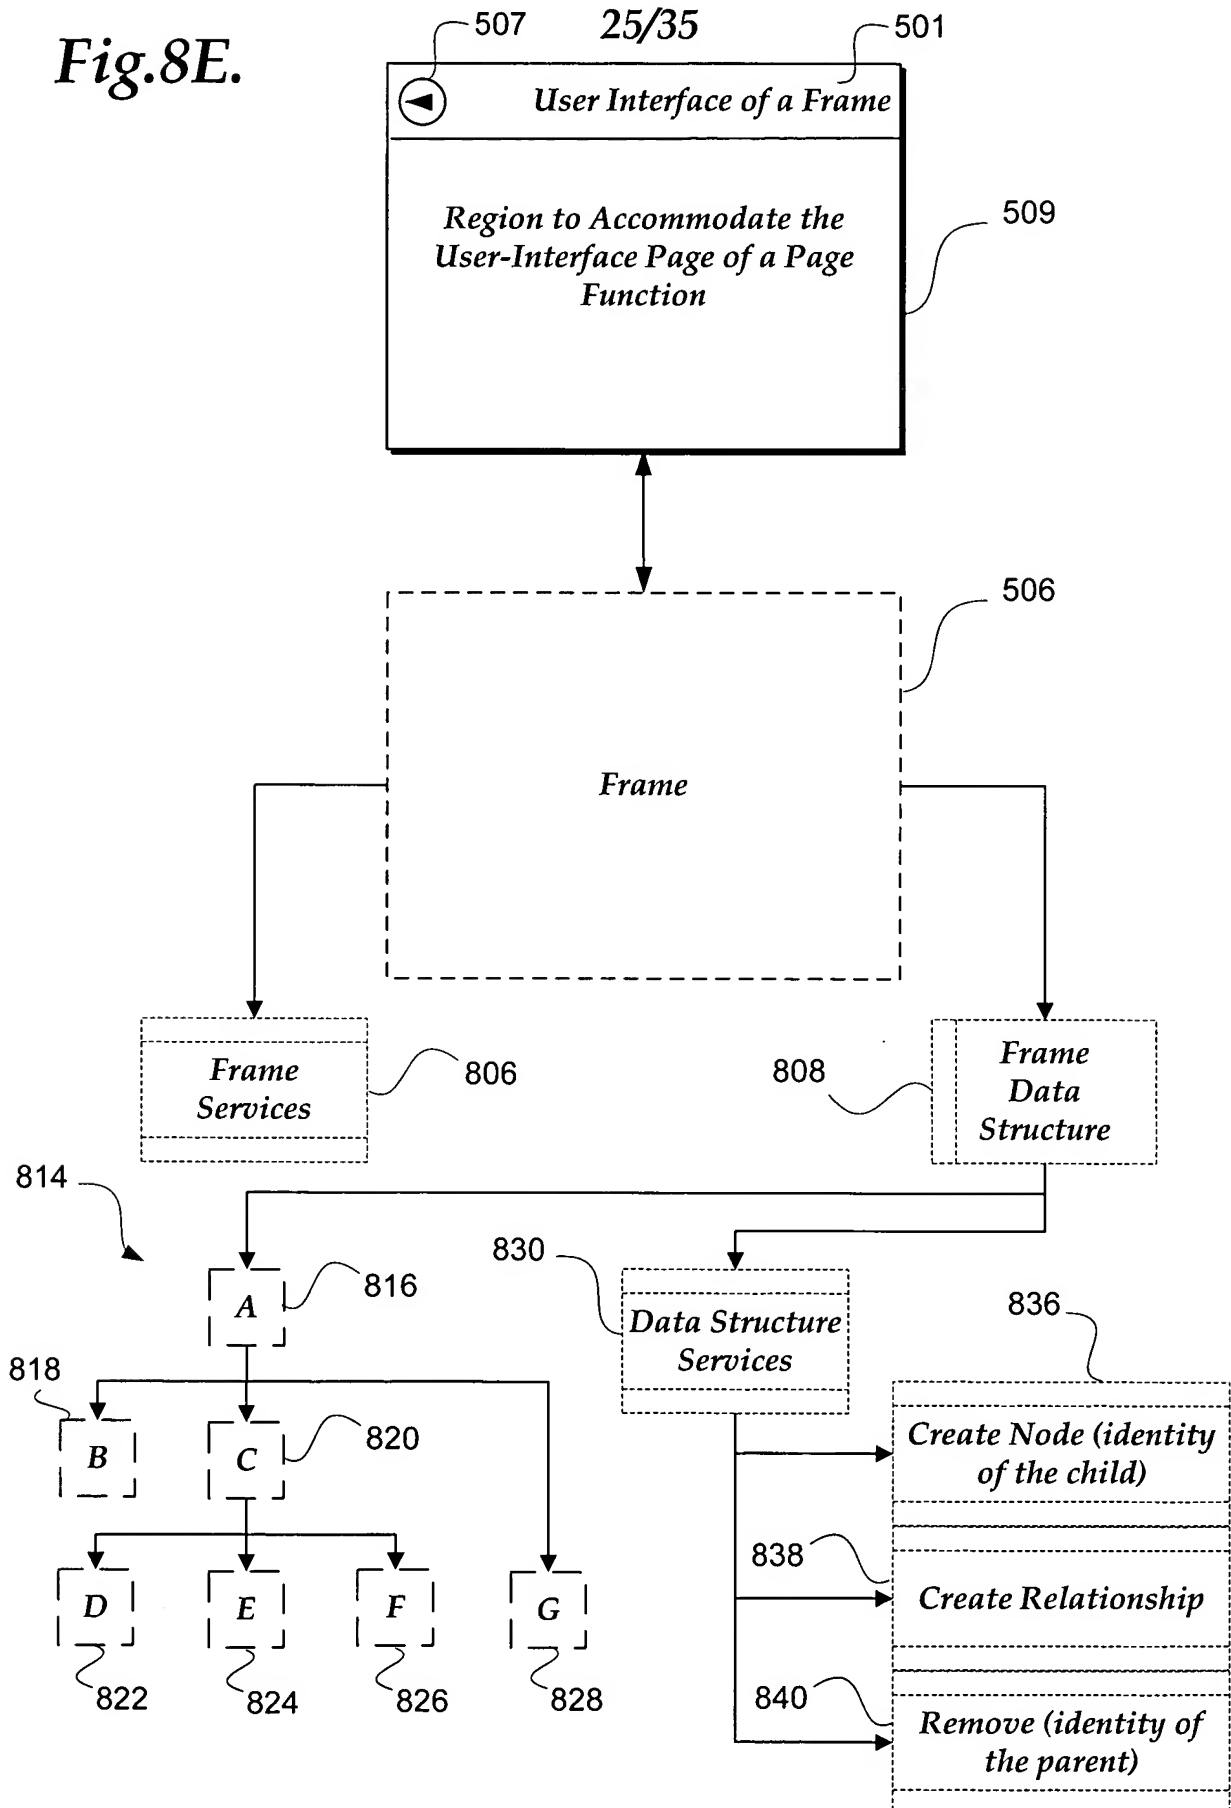 Fig.8E.
25/35
507
501
User Interface of a Frame
Region to Accommodate the
User-Interface Page of a Page
Function
509
506
Frame
Frame
Services
806
808
Frame
Data
Structure
814
816
A
830
Data Structure
Services
836
818
B
C
820
Create Node (identity
of the child)
D
E
F
G
822
824
826
828
838
Create Relationship
840
Remove (identity of
the parent)